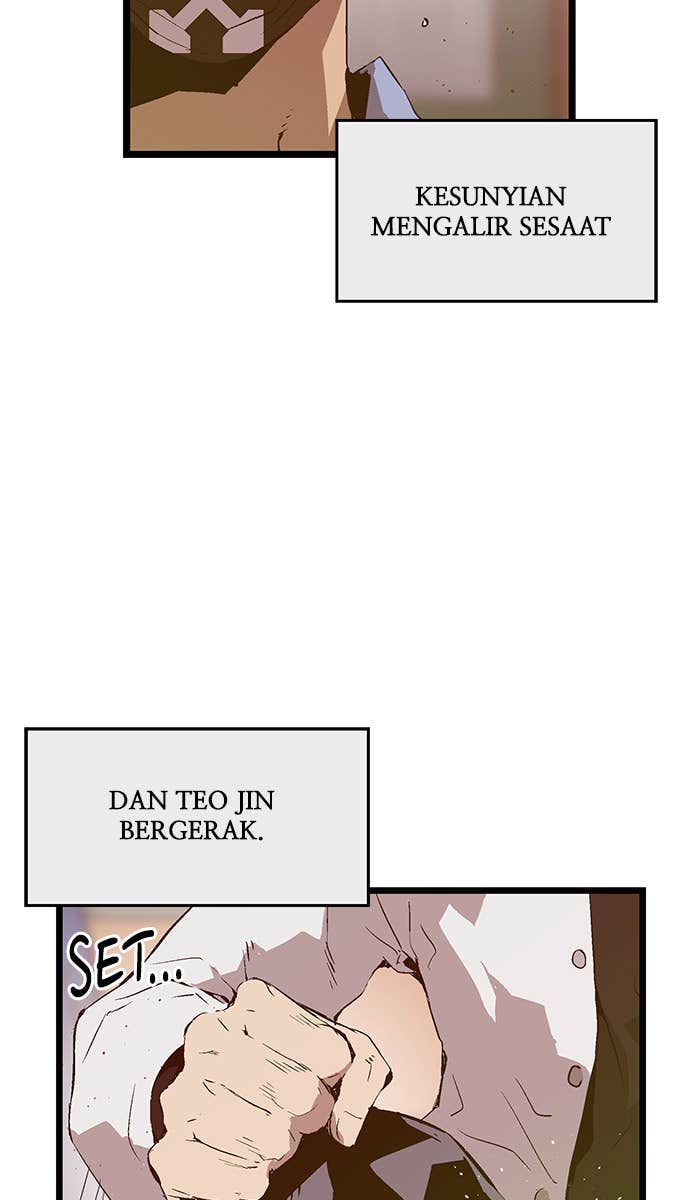 KESUNYIAN
MENGALIR SESAAT
DAN TEO JIN
BERGERAK.
SET...